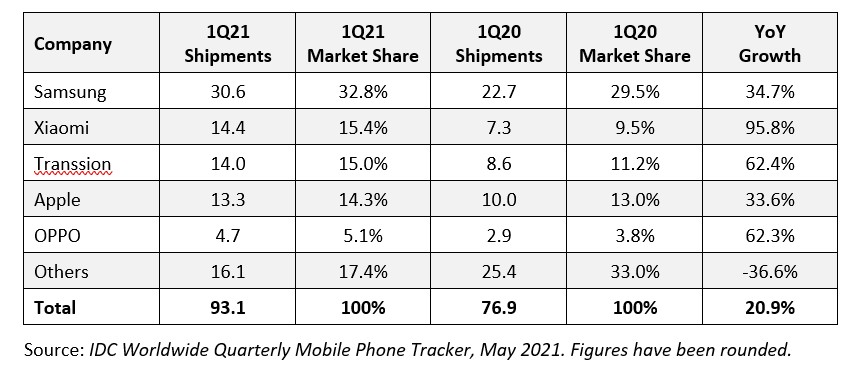 Company 1Q21 Shipments 1Q21 Market Share 1Q20 Shipments 1Q20 Market Share YoY Growth
Samsung 30.6 32.8% 22.7 29.5% 34.7%
Xiaomi 14.4 15.4% 7.3 9.5% 95.8%
Transsion 14.0 15.0% 8.6 11.2% 62.4%
Apple 13.3 14.3% 10.0 13.0% 33.6%
OPPO 4.7 5.1% 2.9 3.8% 62.3%
Others 16.1 17.4% 25.4 33.0% -36.6%
Total 93.1 100% 76.9 100% 20.9%
Source: IDC Worldwide Quarterly Mobile Phone Tracker, May 2021. Figures have been rounded.